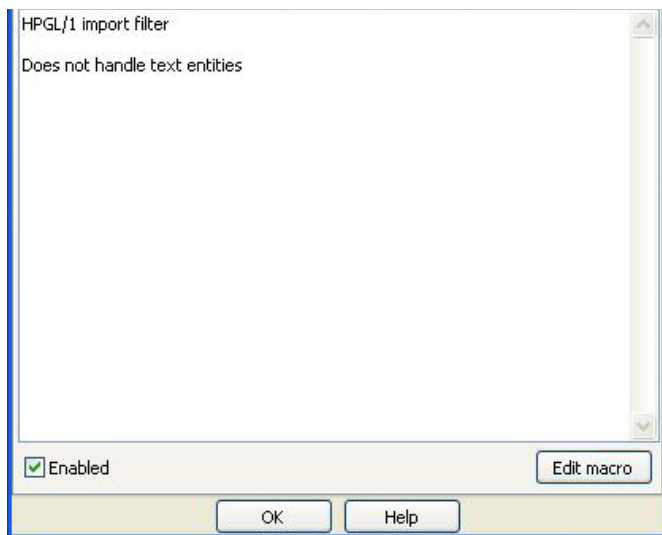 HPGL/1 import filter
Does not handle text entities
Enabled
Edit macro
OK
Help